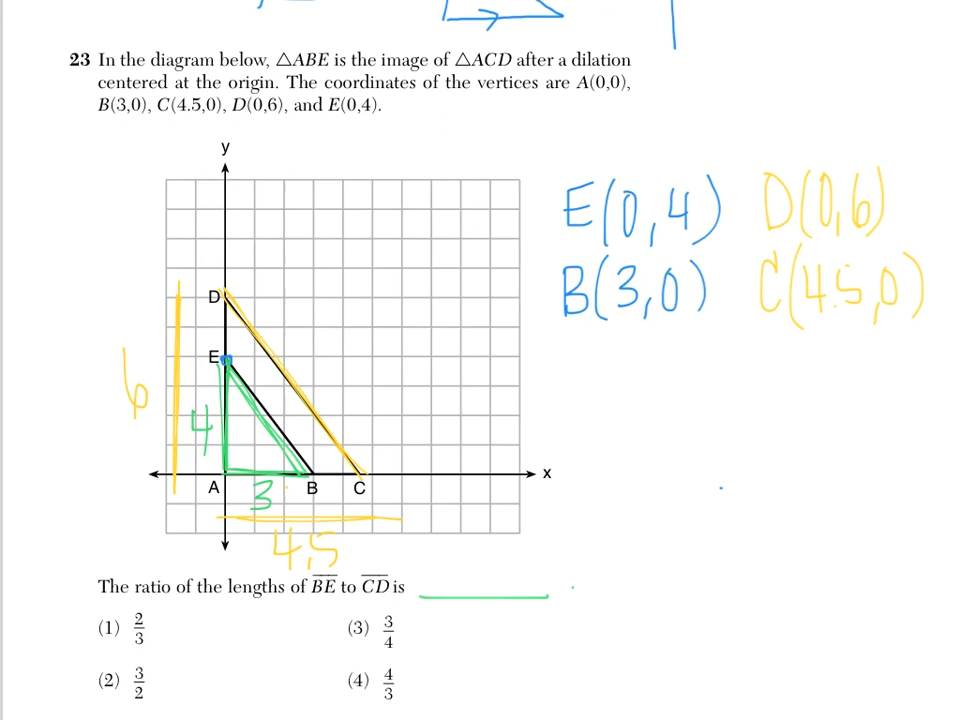 23 In the diagram below, △ABE is the image of △ACD after a dilation
centered at the origin. The coordinates of the vertices are A(0,0),
B(3,0), C(4.5,0), D(0,6), and E(0,4).
y
E(0,4) D(0,6)
B(3,0) C(4.5,0)
D
E
6
4
x
A
3
B
C
4.5
The ratio of the lengths of B̅E̅ to C̅D̅ is
(1) 2/3
(3) 3/4
(2) 3/2
(4) 4/3